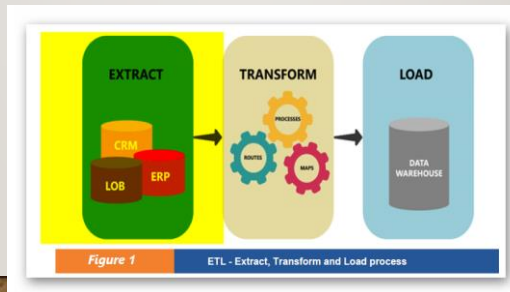 EXTRACT
TRANSFORM
LOAD
CRM
LOB
ERP
PROCESSES
ROUTES
MAPS
DATA
WAREHOUSE
Figure 1
ETL - Extract, Transform and Load process